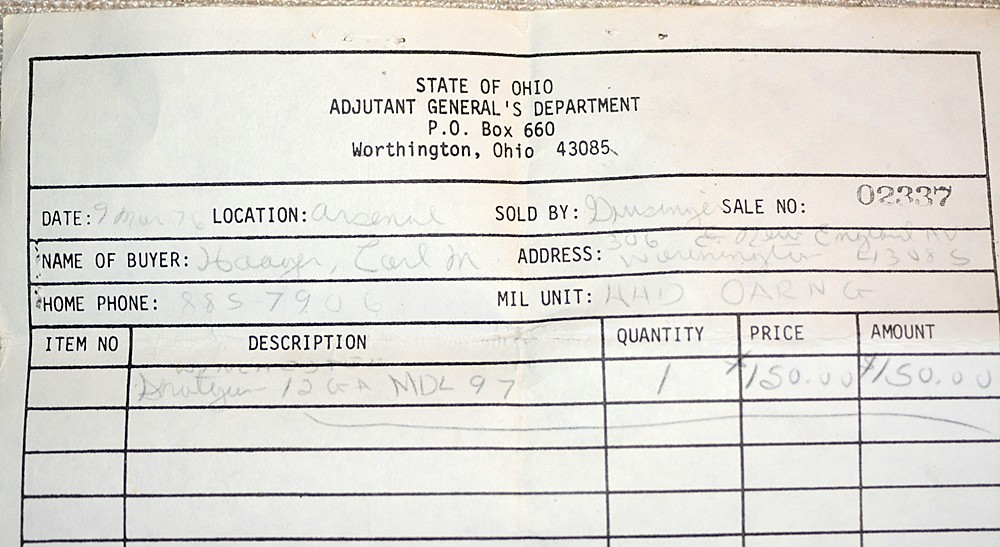 STATE OF OHIO
ADJUTANT GENERAL'S DEPARTMENT
P.O. Box 660
Worthington, Ohio 43085
DATE: 9 Mar 76 LOCATION: Arsenal SOLD BY: SALE NO: 02337
NAME OF BUYER: Carl M ADDRESS: 306 E. New England Av
Worthington 43085
HOME PHONE: 885-7906 MIL UNIT: HHD OARNG
ITEM NO DESCRIPTION QUANTITY PRICE AMOUNT
WINCHESTER
Shotgun 12 GA MDL 97 1 150.00 150.00